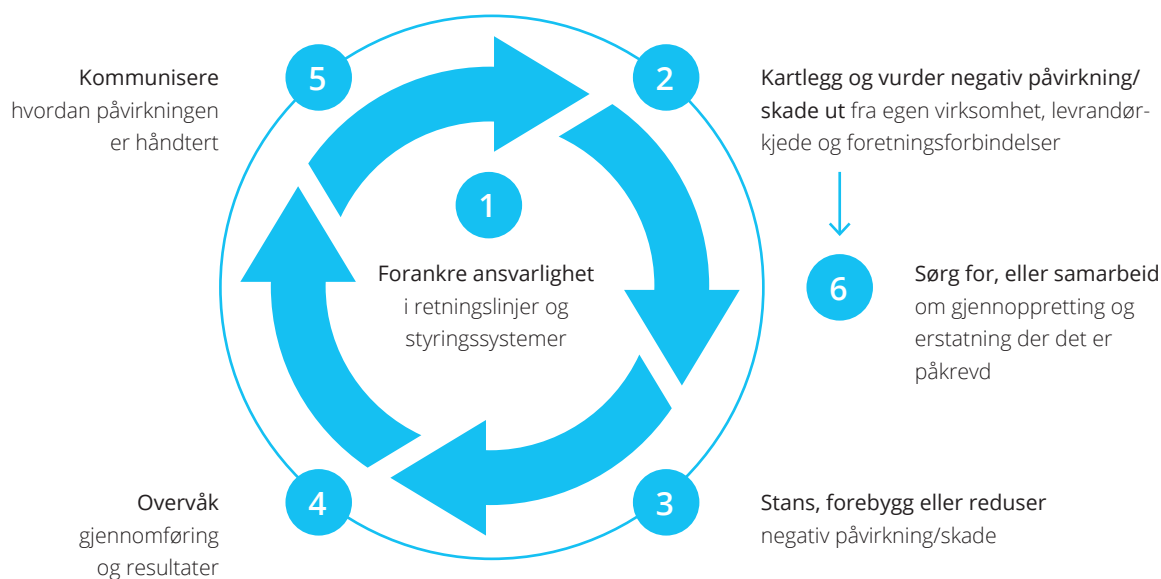 5
Kommunisere
hvordan påvirkningen
er håndtert
2
Kartlegg og vurder negativ påvirkning/
skade ut fra egen virksomhet, levrandør-
kjede og foretningsforbindelser
1
Forankre ansvarlighet
i retningslinjer og
styringssystemer
6
Sørg for, eller samarbeid
om gjennoppretting og
erstatning der det er
påkrevd
4
Overvåk
gjennomføring
og resultater
3
Stans, forebygg eller reduser
negativ påvirkning/skade